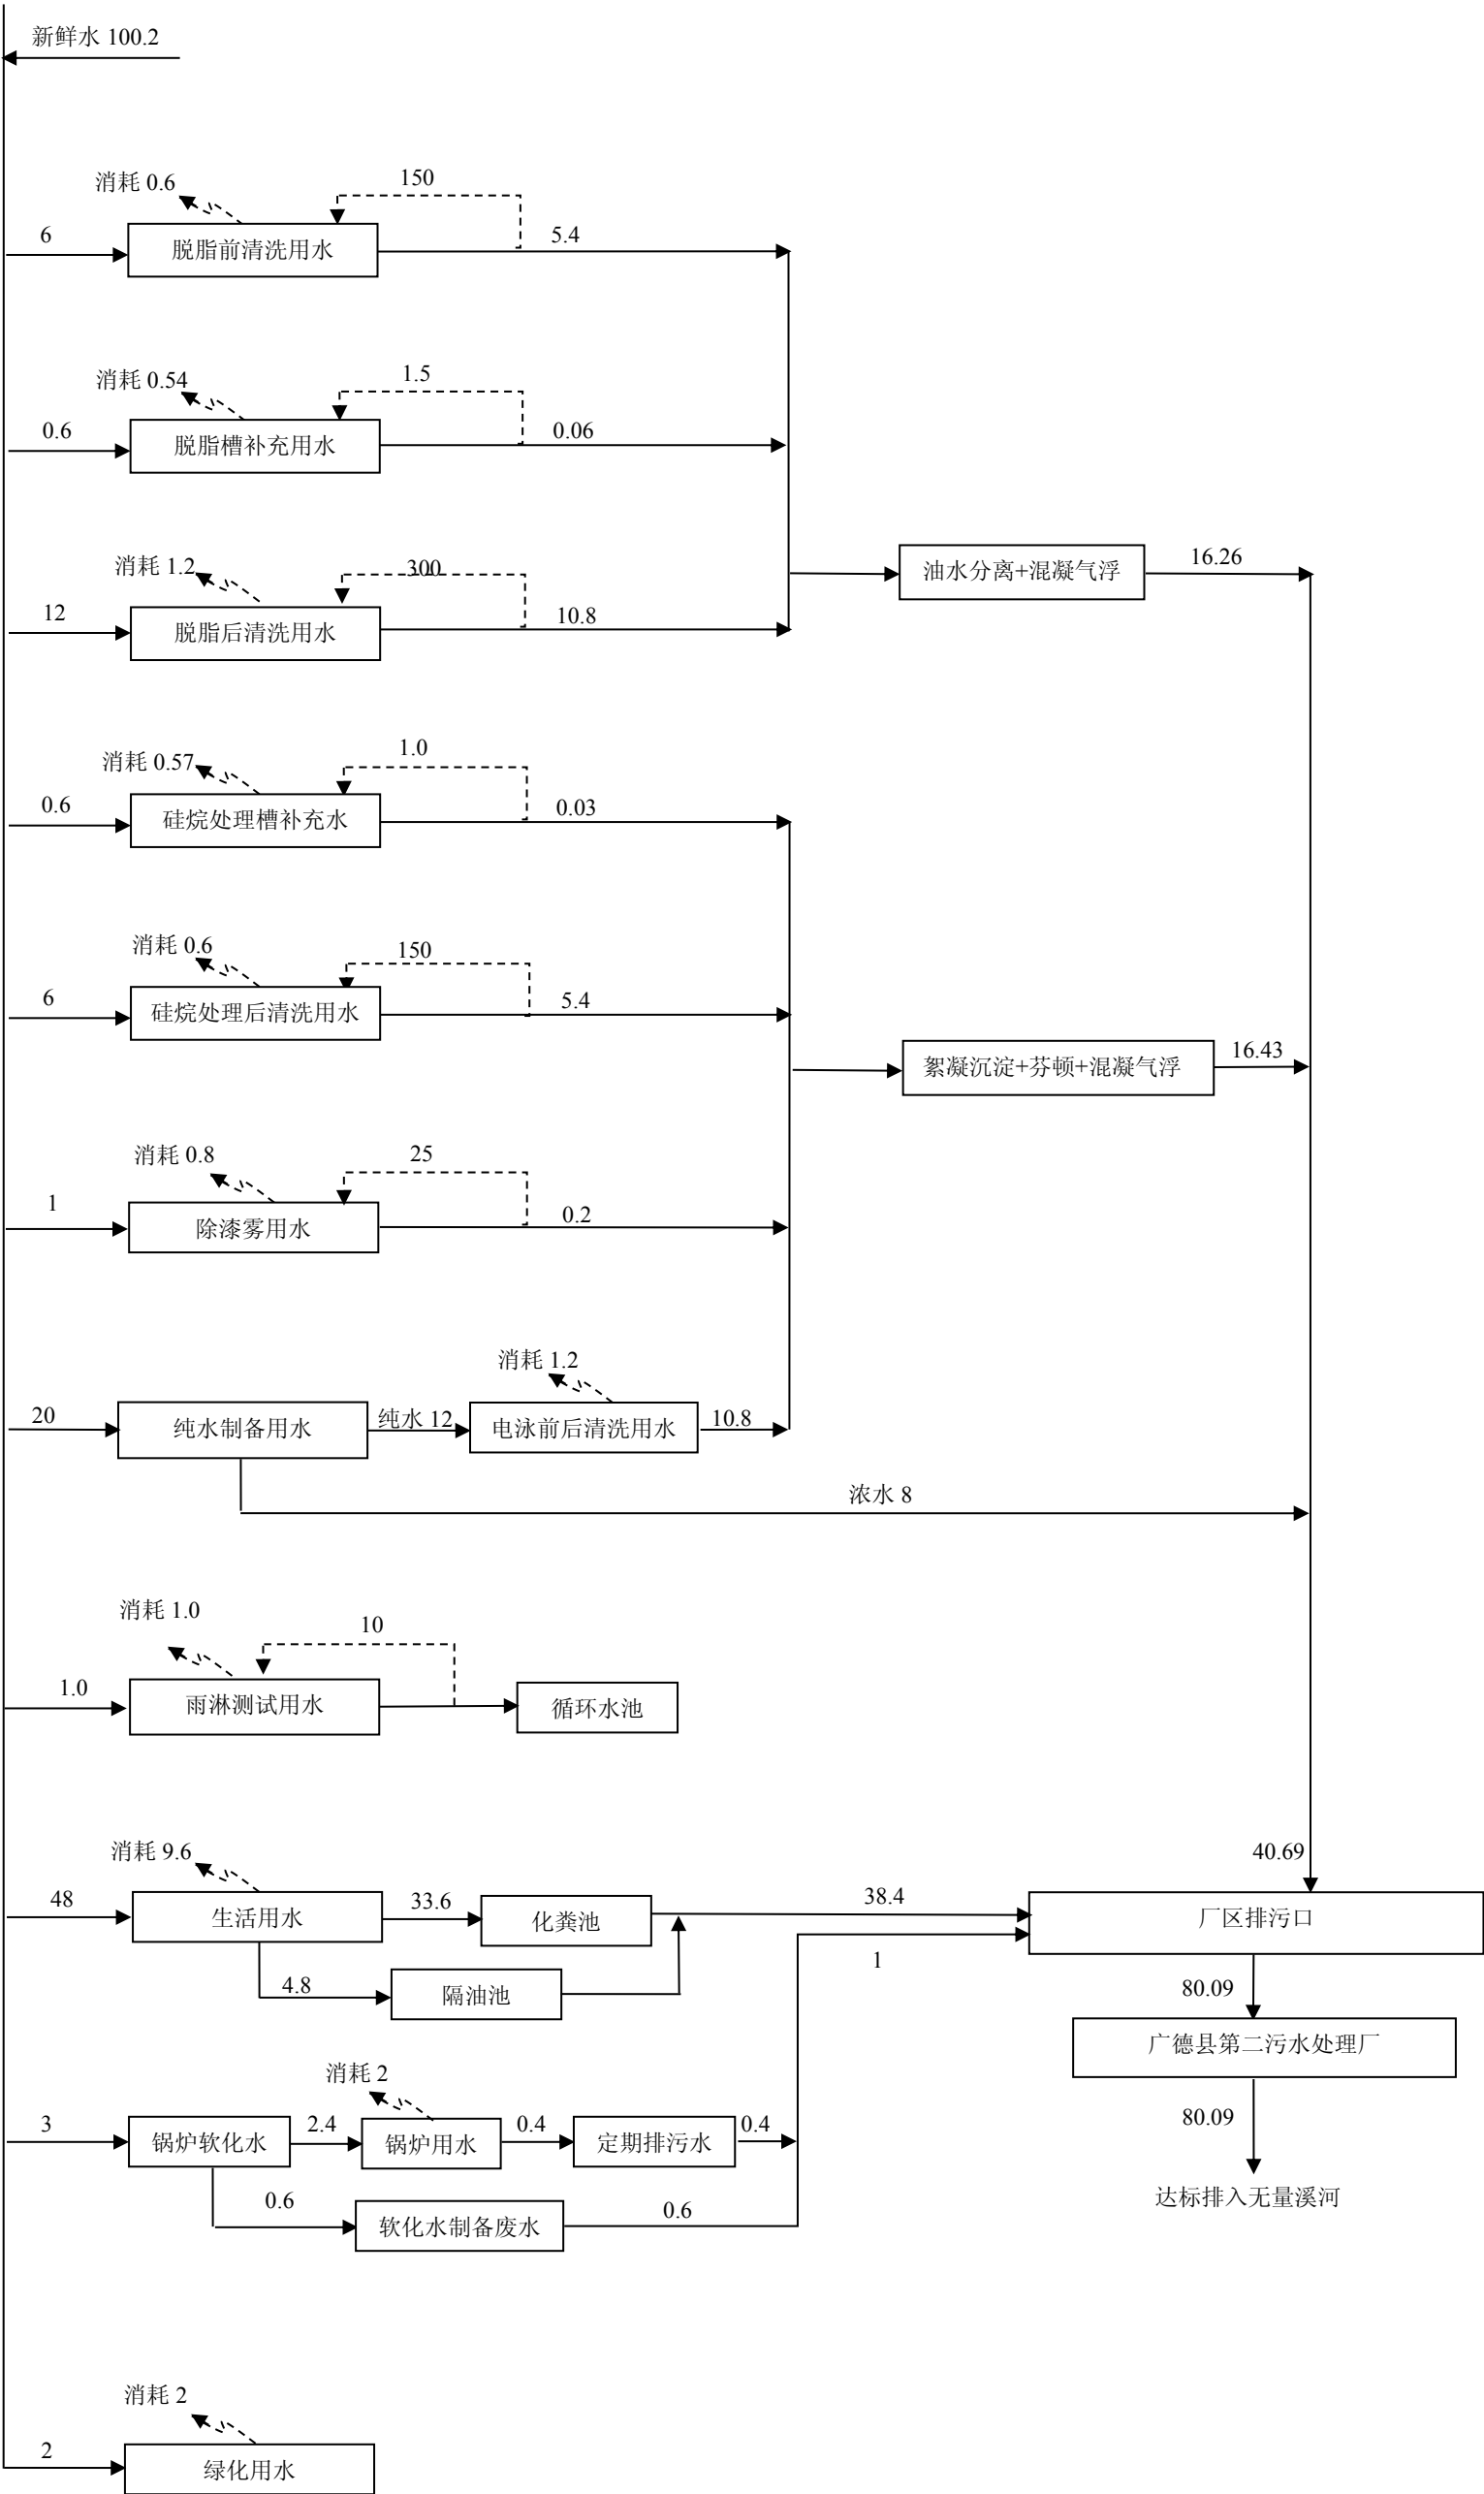 新鲜水 100.2
消耗 0.6
150
6
脱脂前清洗用水
5.4
消耗 0.54
1.5
0.6
脱脂槽补充用水
0.06
消耗 1.2
300
12
脱脂后清洗用水
10.8
油水分离+混凝气浮
16.26
消耗 0.57
1.0
0.6
硅烷处理槽补充水
0.03
消耗 0.6
150
6
硅烷处理后清洗用水
5.4
絮凝沉淀+芬顿+混凝气浮
16.43
消耗 0.8
25
1
除漆雾用水
0.2
消耗 1.2
20
纯水制备用水
纯水 12
电泳前后清洗用水
10.8
浓水 8
消耗 1.0
10
1.0
雨淋测试用水
循环水池
消耗 9.6
40.69
48
生活用水
33.6
化粪池
38.4
厂区排污口
1
4.8
隔油池
80.09
广德县第二污水处理厂
消耗 2
3
锅炉软化水
2.4
锅炉用水
0.4
定期排污水
0.4
80.09
0.6
软化水制备废水
0.6
达标排入无量溪河
消耗 2
2
绿化用水